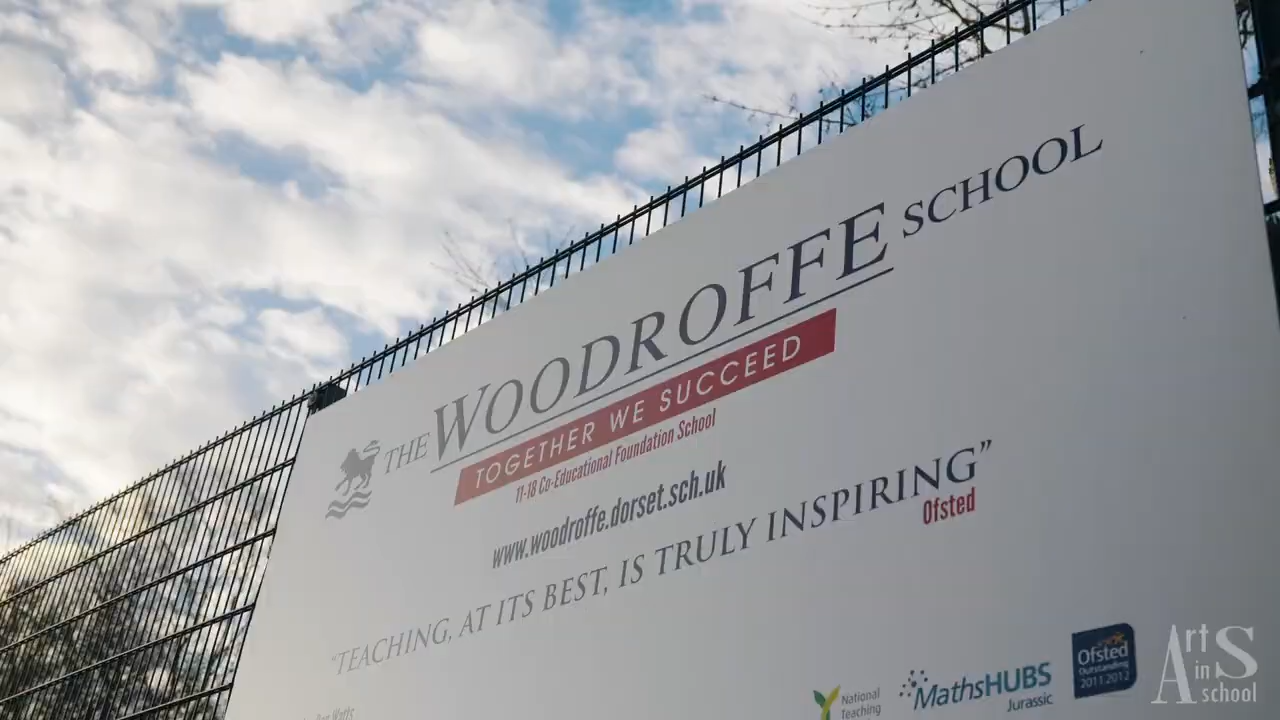 THE WOODROFFE SCHOOL
TOGETHER WE SUCCEED
11-18 Co-Educational Foundation School
www.woodroffe.dorset.sch.uk
"TEACHING, AT ITS BEST, IS TRULY INSPIRING"
Ofsted
National
Teaching
MathsHUBS
Jurassic
Ofsted
Outstanding
2011.2012
Arts
in
school